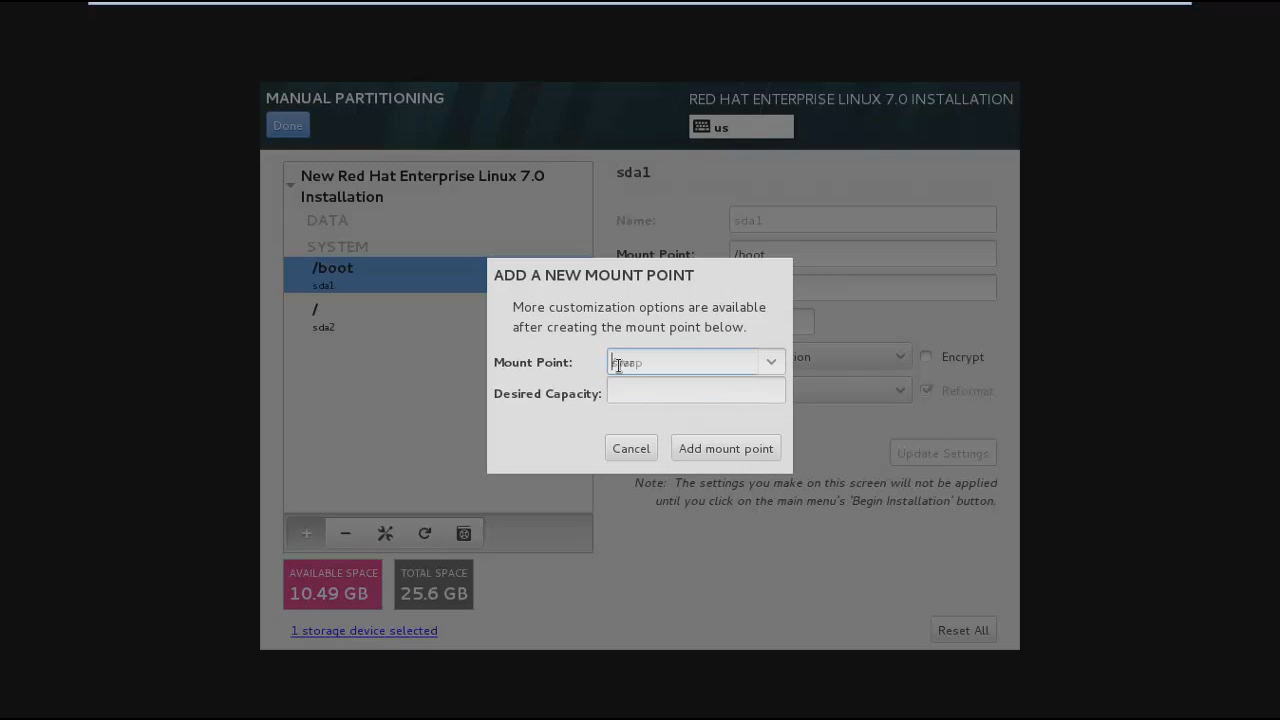 MANUAL PARTITIONING
Done
RED HAT ENTERPRISE LINUX 7.0 INSTALLATION
us
New Red Hat Enterprise Linux 7.0
Installation
DATA
SYSTEM
/boot
sda1
/
sda2
sda1
Name:
sda1
Mount Point:
/boot
ADD A NEW MOUNT POINT
More customization options are available
after creating the mount point below.
Mount Point:
Desired Capacity:
Cancel
Add mount point
Encrypt
Reformat
Update Settings
Note: The settings you make on this screen will not be applied
until you click on the main menu's 'Begin Installation' button.
AVAILABLE SPACE
10.49 GB
TOTAL SPACE
25.6 GB
1 storage device selected
Reset All